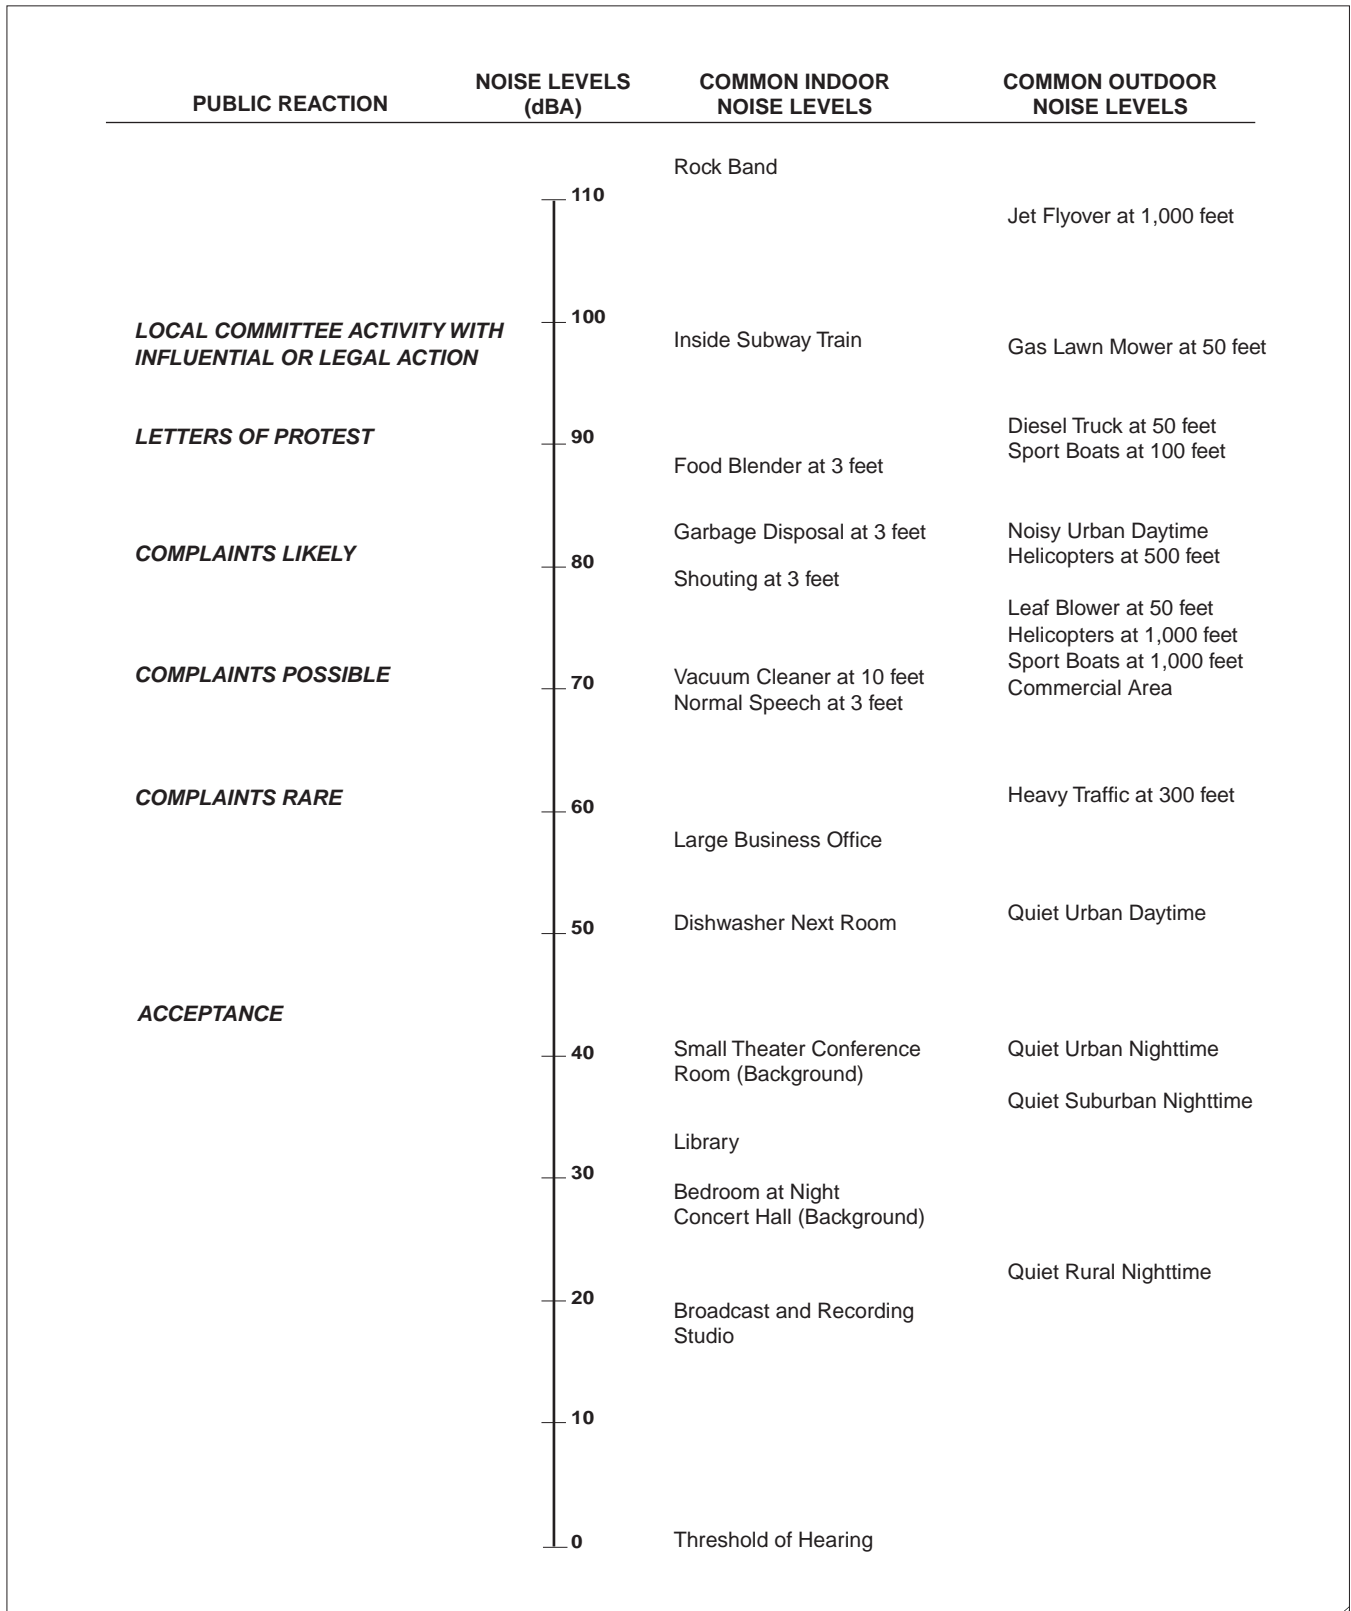 PUBLIC REACTION
NOISE LEVELS
(dBA)
COMMON INDOOR
NOISE LEVELS
COMMON OUTDOOR
NOISE LEVELS
Rock Band
110
Jet Flyover at 1,000 feet
100
LOCAL COMMITTEE ACTIVITY WITH
INFLUENTIAL OR LEGAL ACTION
Inside Subway Train
Gas Lawn Mower at 50 feet
LETTERS OF PROTEST
90
Diesel Truck at 50 feet
Sport Boats at 100 feet
Food Blender at 3 feet
Garbage Disposal at 3 feet
Noisy Urban Daytime
Helicopters at 500 feet
COMPLAINTS LIKELY
80
Shouting at 3 feet
Leaf Blower at 50 feet
Helicopters at 1,000 feet
Sport Boats at 1,000 feet
Commercial Area
COMPLAINTS POSSIBLE
70
Vacuum Cleaner at 10 feet
Normal Speech at 3 feet
COMPLAINTS RARE
60
Heavy Traffic at 300 feet
Large Business Office
50
Dishwasher Next Room
Quiet Urban Daytime
ACCEPTANCE
40
Small Theater Conference
Room (Background)
Quiet Urban Nighttime
Quiet Suburban Nighttime
Library
30
Bedroom at Night
Concert Hall (Background)
Quiet Rural Nighttime
20
Broadcast and Recording
Studio
10
0
Threshold of Hearing